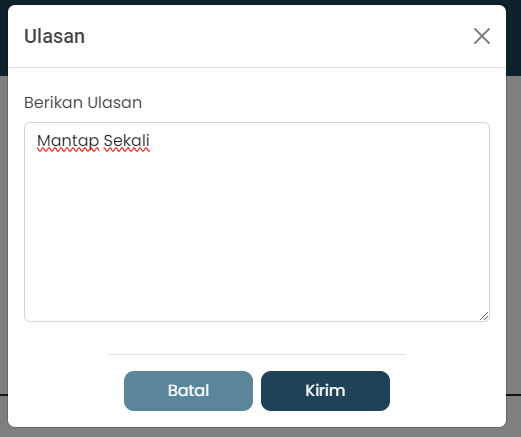 Ulasan
Berikan Ulasan
Mantap Sekali
Batal
Kirim